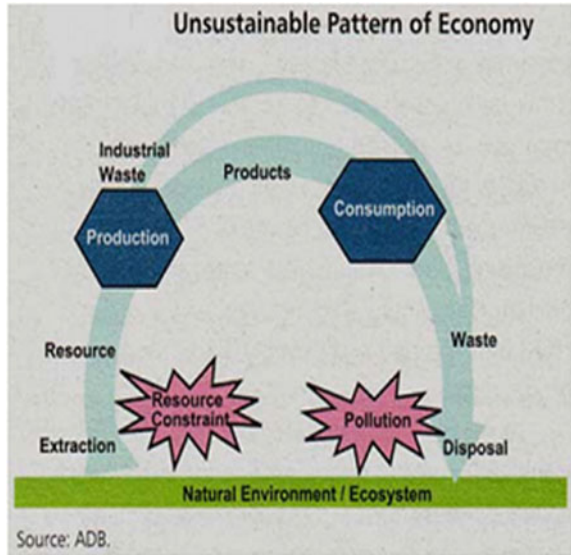 Unsustainable Pattern of Economy
Industrial
Waste
Products
Production
Consumption
Resource
Waste
Resource
Constraint
Pollution
Extraction
Disposal
Natural Environment / Ecosystem
Source: ADB.